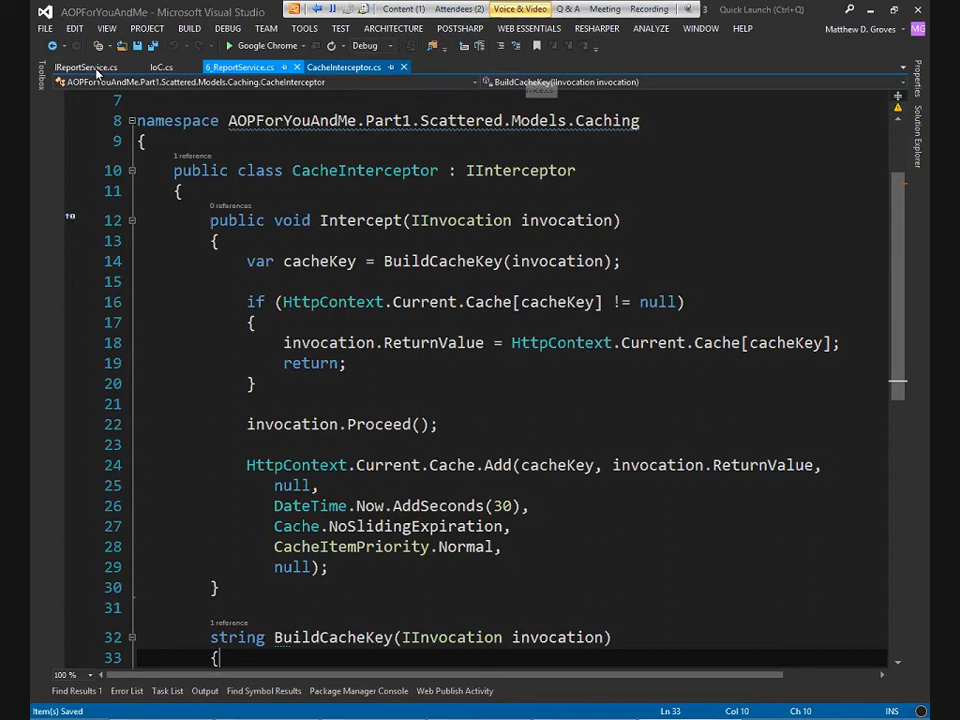 AOPForYouAndMe - Microsoft Visual Studio
Content (1) Attendees (2) Voice & Video Q & A Meeting Recording
3 Quick Launch (Ctrl+Q)
FILE EDIT VIEW PROJECT BUILD DEBUG TEAM TOOLS TEST ARCHITECTURE POSTSHARP WEB ESSENTIALS RESHARPER ANALYZE WINDOW HELP Matthew D. Groves MG
Google Chrome Debug
IReportService.cs IoC.cs 6_ReportService.cs CacheInterceptor.cs
AOPForYouAndMe.Part1.Scattered.Models.Caching.CacheInterceptor BuildCacheKey(IInvocation invocation)
Toolbox
Properties
Solution Explorer
7
8 namespace AOPForYouAndMe.Part1.Scattered.Models.Caching
9 {
1 reference
10 public class CacheInterceptor : IInterceptor
11 {
0 references
12 public void Intercept(IInvocation invocation)
13 {
14 var cacheKey = BuildCacheKey(invocation);
15
16 if (HttpContext.Current.Cache[cacheKey] != null)
17 {
18 invocation.ReturnValue = HttpContext.Current.Cache[cacheKey];
19 return;
20 }
21
22 invocation.Proceed();
23
24 HttpContext.Current.Cache.Add(cacheKey, invocation.ReturnValue,
25 null,
26 DateTime.Now.AddSeconds(30),
27 Cache.NoSlidingExpiration,
28 CacheItemPriority.Normal,
29 null);
30 }
31
1 reference
32 string BuildCacheKey(IInvocation invocation)
33 {
100 %
Find Results 1 Error List Task List Output Find Symbol Results Package Manager Console Web Publish Activity
Item(s) Saved Ln 33 Col 10 Ch 10 INS